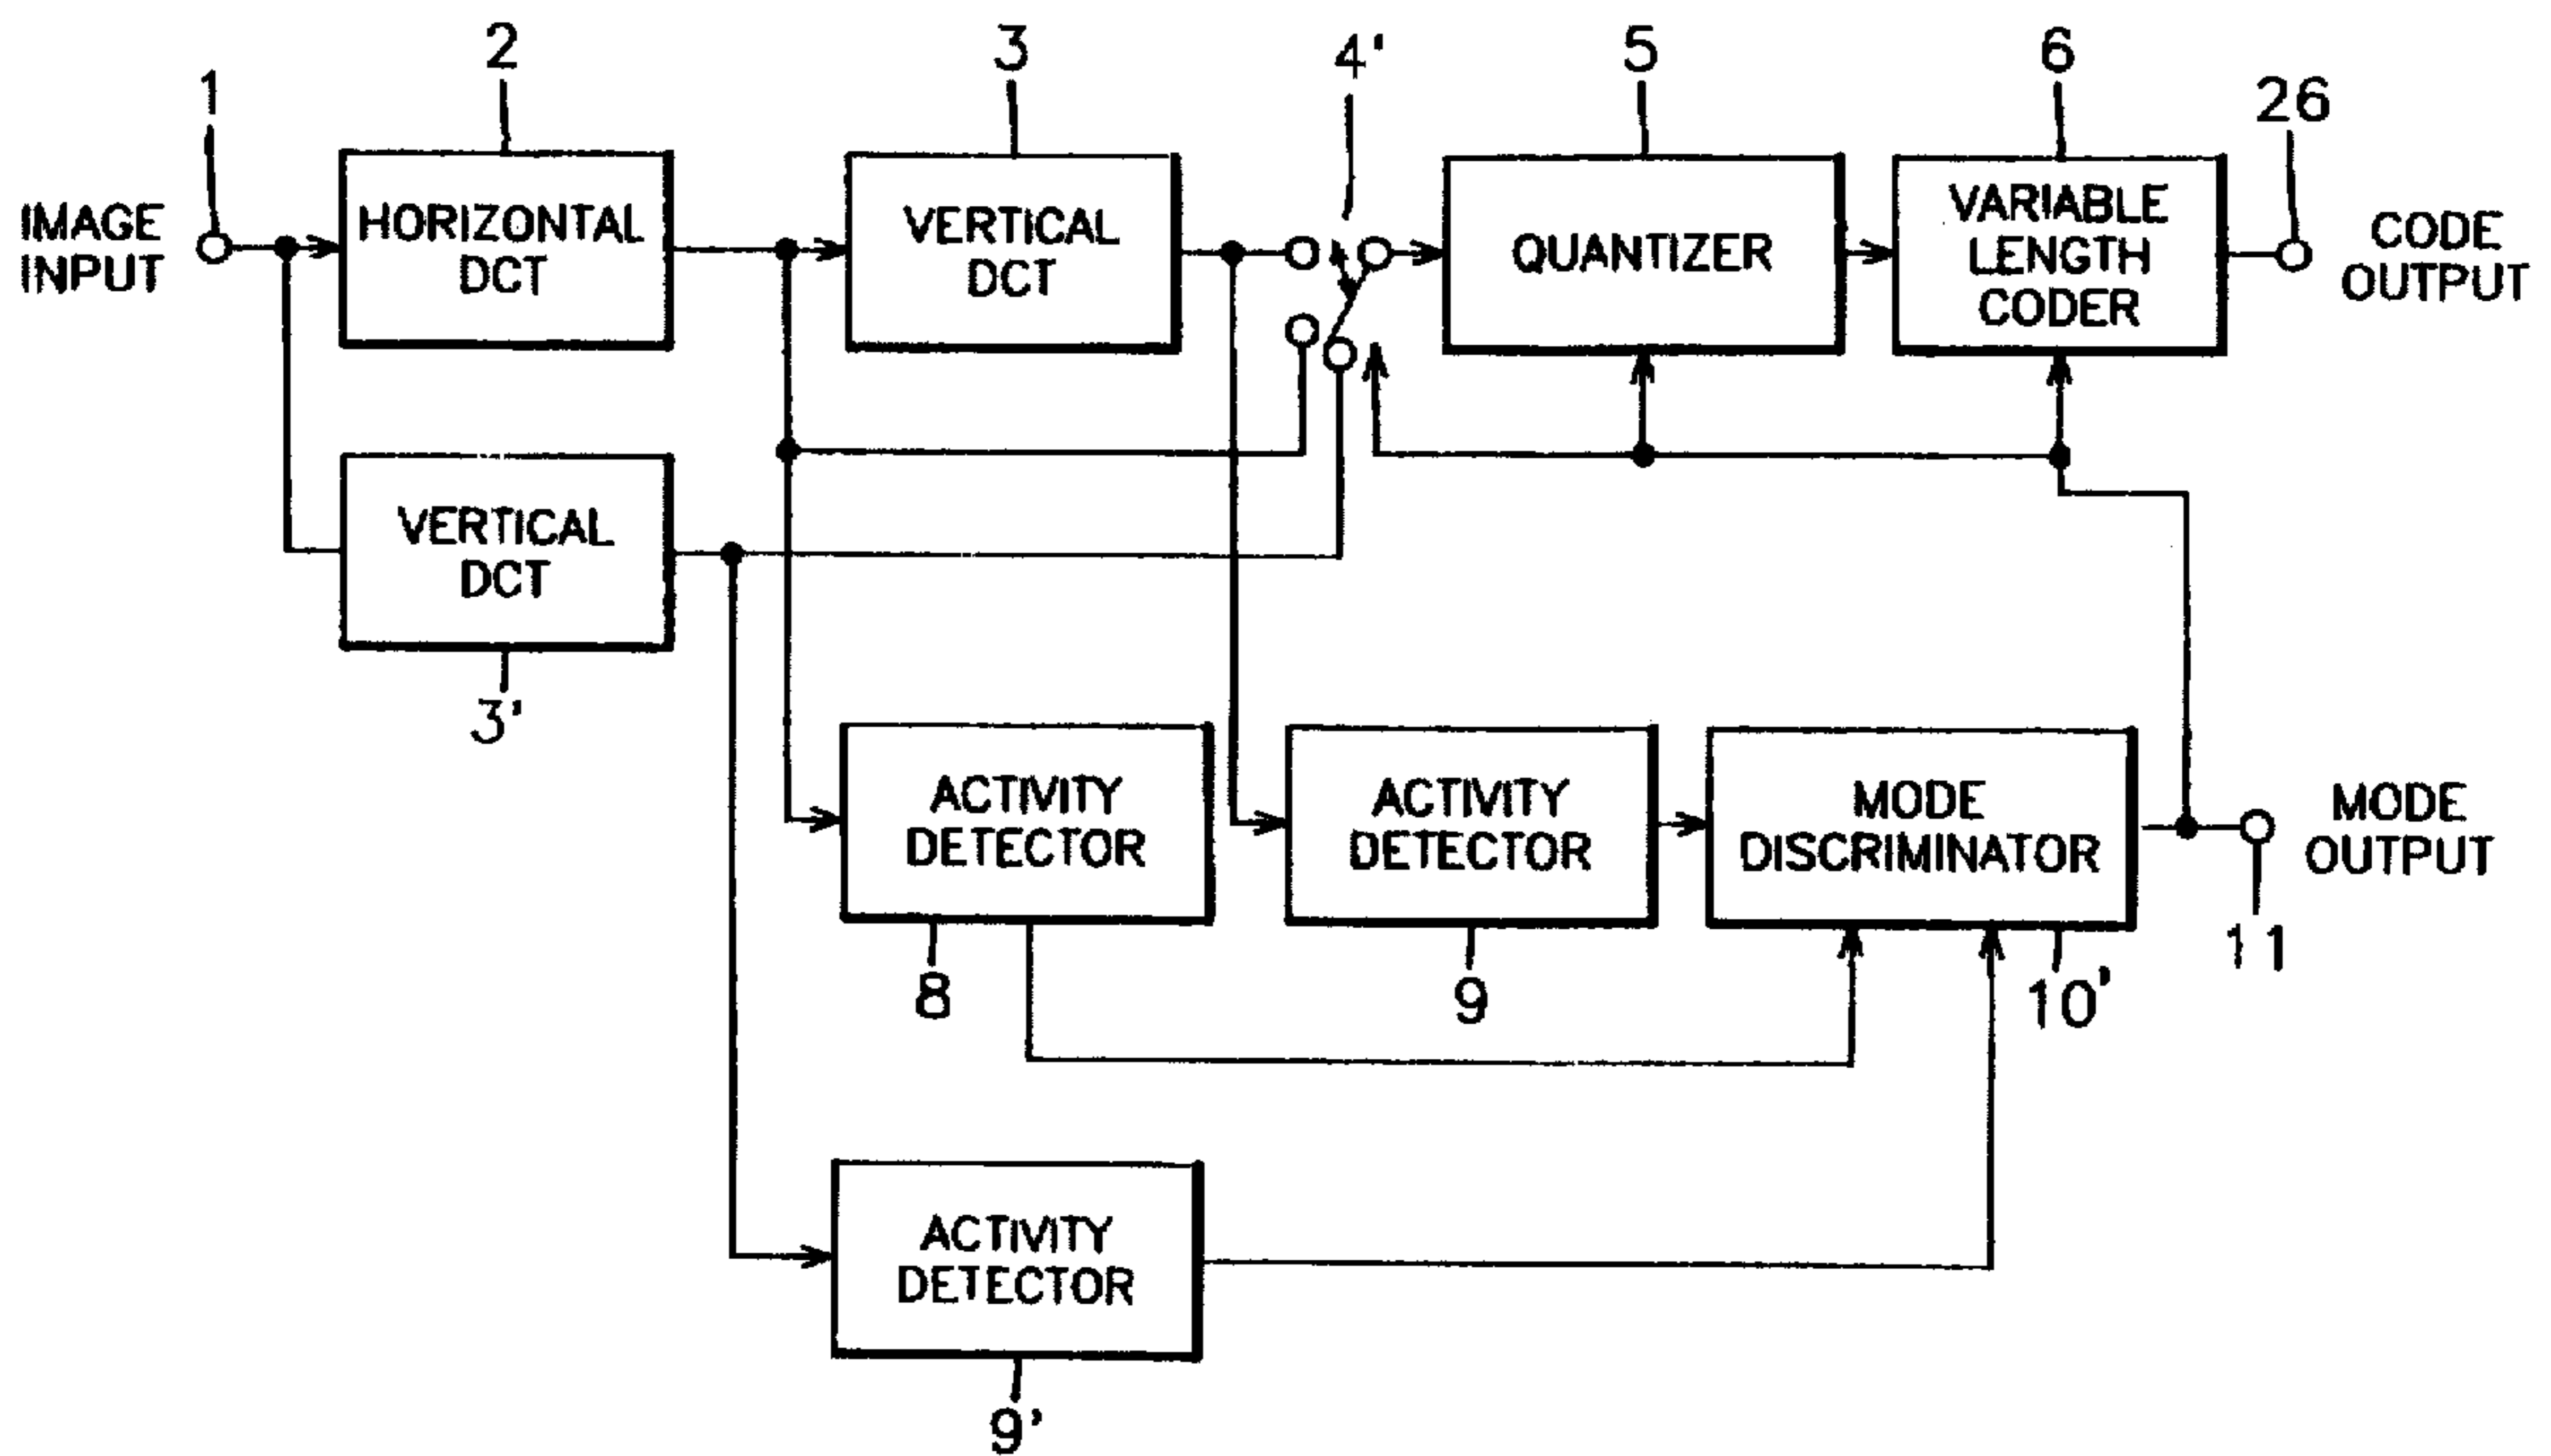 1
2
3
4'
5
6
26
IMAGE
INPUT
HORIZONTAL
DCT
VERTICAL
DCT
QUANTIZER
VARIABLE
LENGTH
CODER
CODE
OUTPUT
VERTICAL
DCT
3'
ACTIVITY
DETECTOR
8
ACTIVITY
DETECTOR
9
MODE
DISCRIMINATOR
10'
MODE
OUTPUT
11
ACTIVITY
DETECTOR
9'